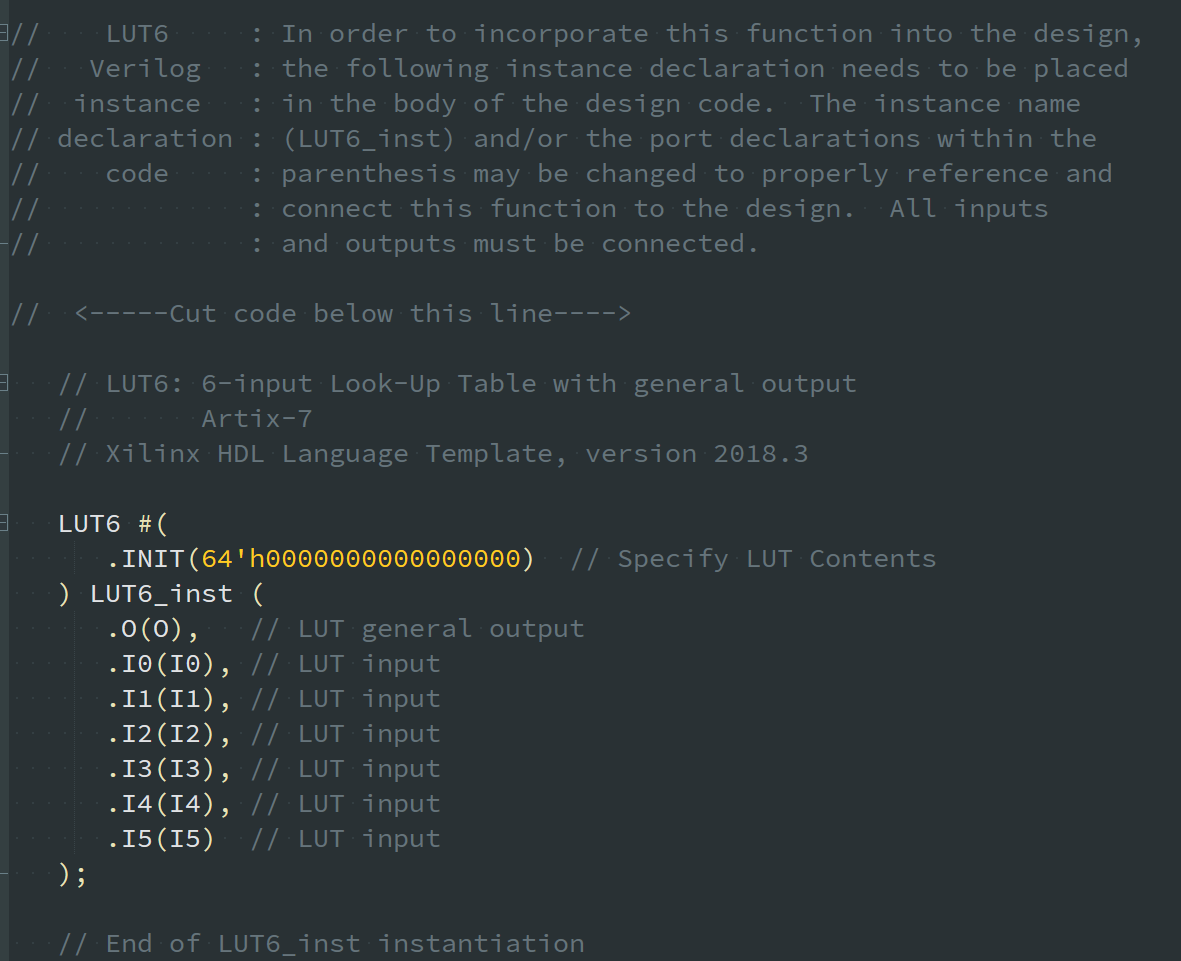 //    LUT6     : In order to incorporate this function into the design,
//   Verilog   : the following instance declaration needs to be placed
//  instance   : in the body of the design code.  The instance name
// declaration : (LUT6_inst) and/or the port declarations within the
//    code     : parenthesis may be changed to properly reference and
//             : connect this function to the design.  All inputs
//             : and outputs must be connected.
//  <-----Cut code below this line---->
   // LUT6: 6-input Look-Up Table with general output
   //       Artix-7
   // Xilinx HDL Language Template, version 2018.3
   LUT6 #(
      .INIT(64'h0000000000000000)  // Specify LUT Contents
   ) LUT6_inst (
      .O(O),   // LUT general output
      .I0(I0), // LUT input
      .I1(I1), // LUT input
      .I2(I2), // LUT input
      .I3(I3), // LUT input
      .I4(I4), // LUT input
      .I5(I5)  // LUT input
   );
   // End of LUT6_inst instantiation